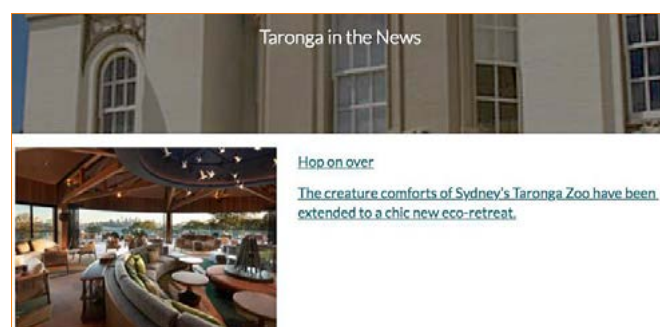 Taronga in the News
Hop on over
The creature comforts of Sydney's Taronga Zoo have been
extended to a chic new eco-retreat.